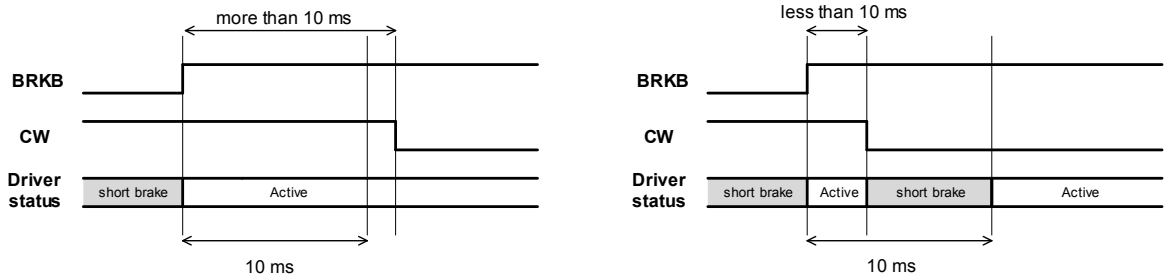 more than 10 ms
BRKB
CW
Driver
status
short brake
Active
10 ms
less than 10 ms
BRKB
CW
Driver
status
short brake
Active
short brake
Active
10 ms